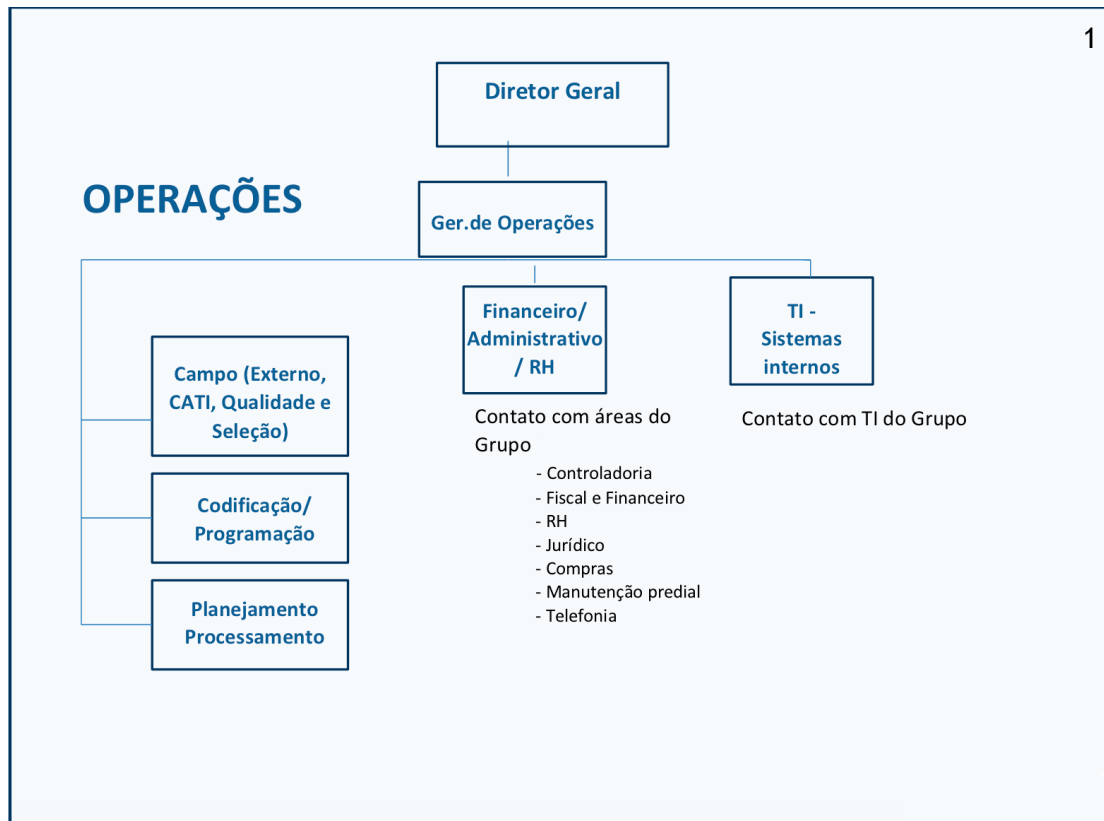 1
Diretor Geral
OPERAÇÕES
Ger.de Operações
Financeiro/
Administrativo
/ RH
TI -
Sistemas
internos
Campo (Externo,
CATI, Qualidade e
Seleção)
Contato com áreas do
Grupo
Contato com TI do Grupo
- Controladoria
- Fiscal e Financeiro
- RH
- Jurídico
- Compras
- Manutenção predial
- Telefonia
Codificação/
Programação
Planejamento
Processamento